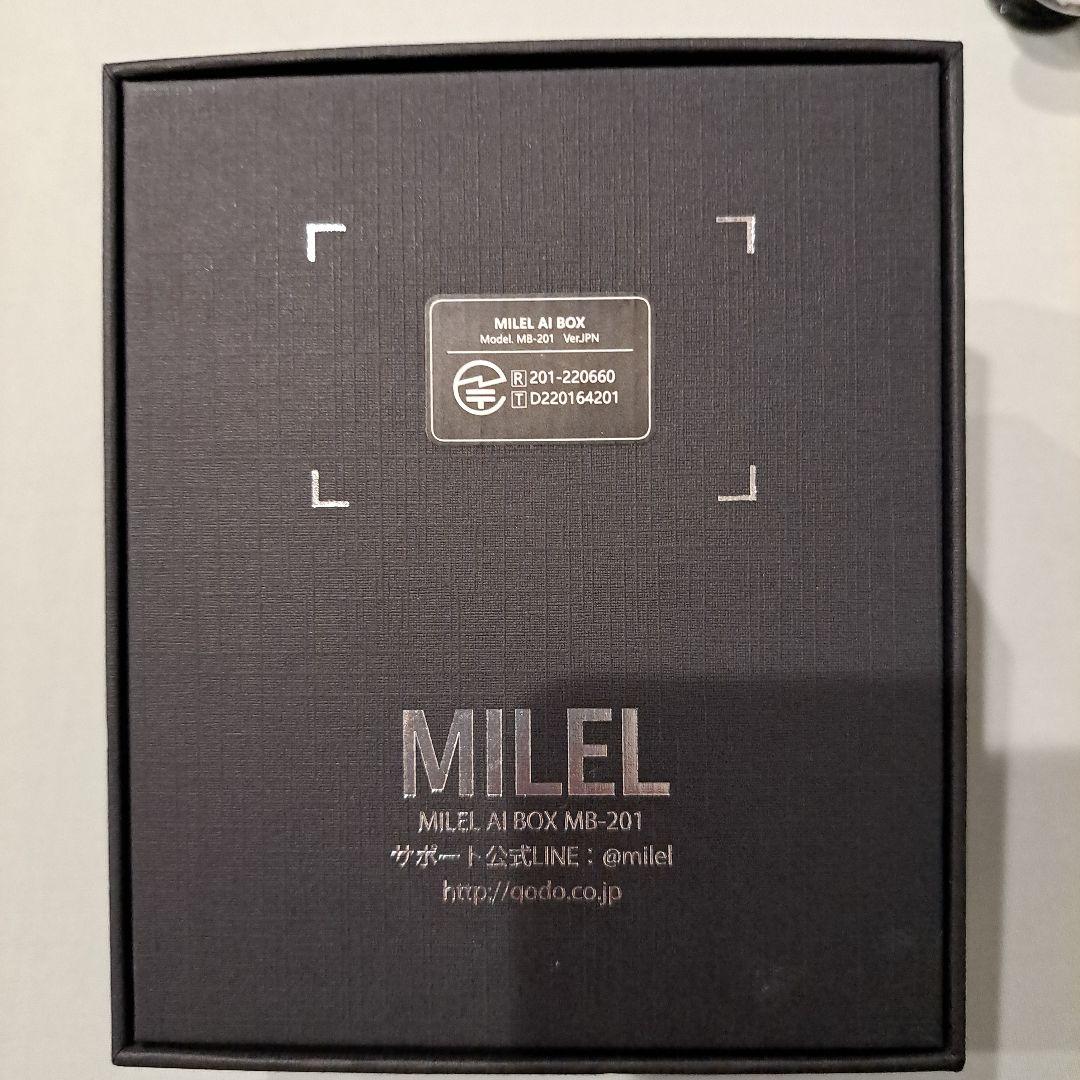 MILEL AI BOX
Model. MB-201 Ver.JPN
R 201-220660
T D220164201
MILEL
MILEL AI BOX MB-201
サポート公式LINE：@milel
http://qodo.co.jp